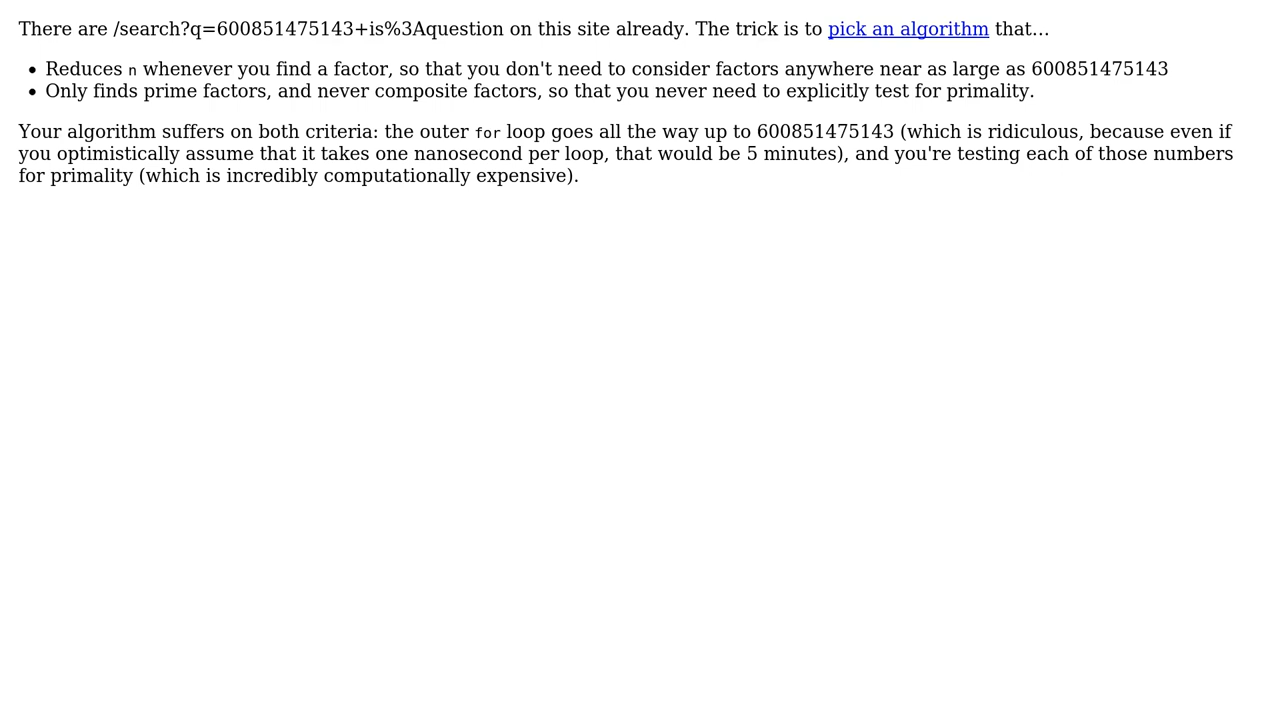 There are /search?q=600851475143+is%3Aquestion on this site already. The trick is to pick an algorithm that…
• Reduces n whenever you find a factor, so that you don't need to consider factors anywhere near as large as 600851475143
• Only finds prime factors, and never composite factors, so that you never need to explicitly test for primality.
Your algorithm suffers on both criteria: the outer for loop goes all the way up to 600851475143 (which is ridiculous, because even if
you optimistically assume that it takes one nanosecond per loop, that would be 5 minutes), and you're testing each of those numbers
for primality (which is incredibly computationally expensive).